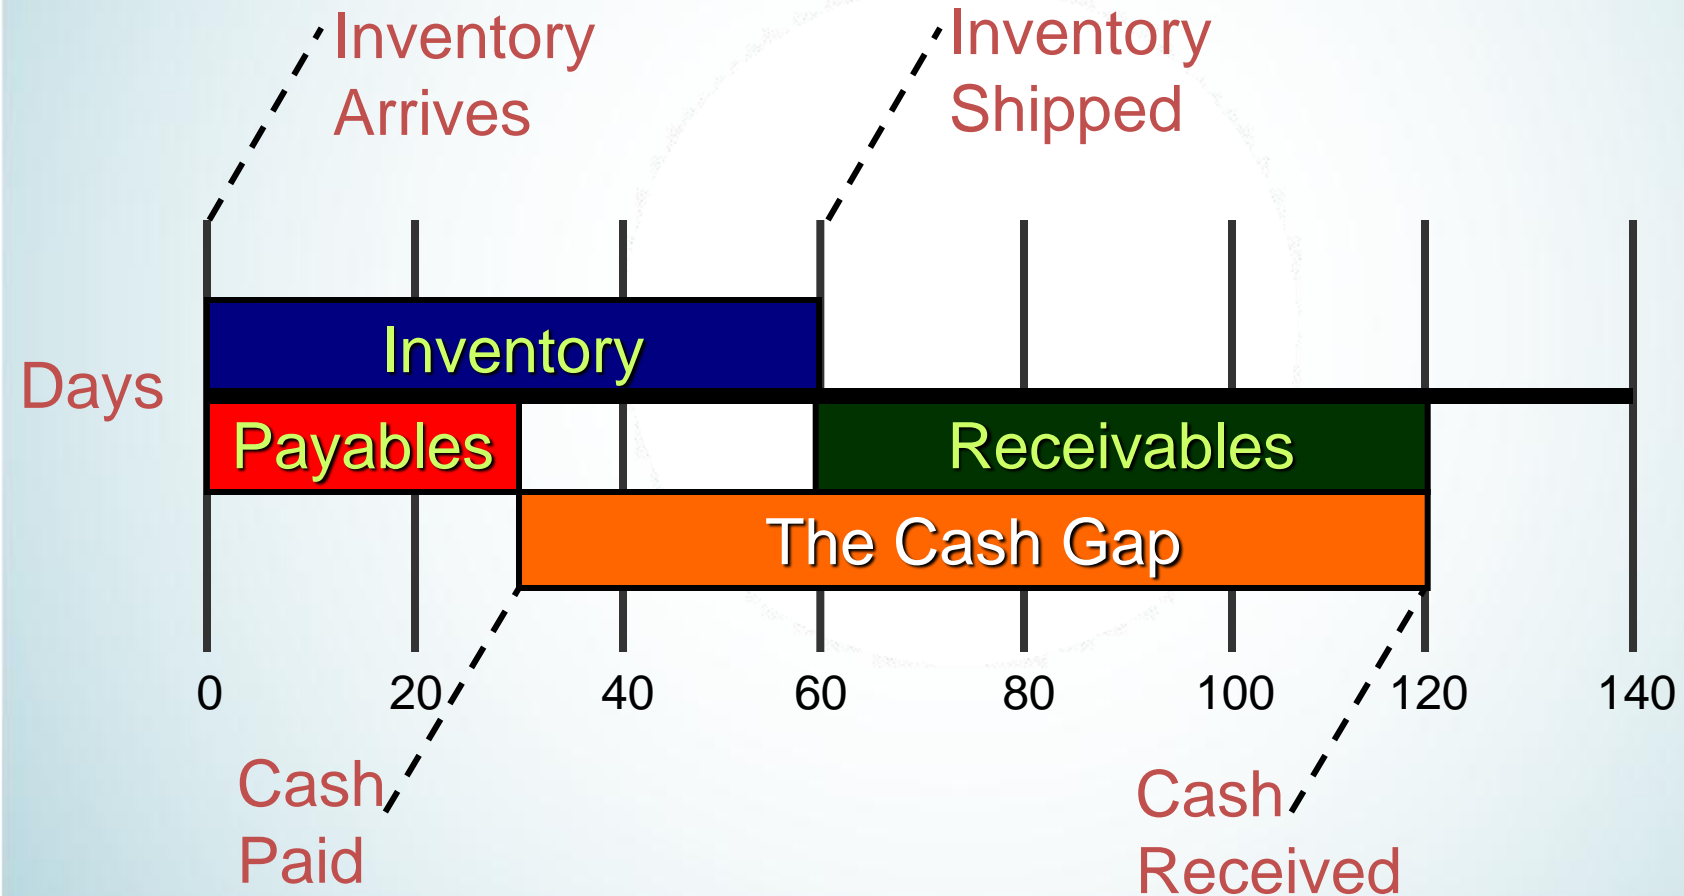 Inventory
Arrives
Inventory
Shipped
Inventory
Days
Payables
Receivables
The Cash Gap
0 20 40 60 80 100 120 140
Cash
Paid
Cash
Received